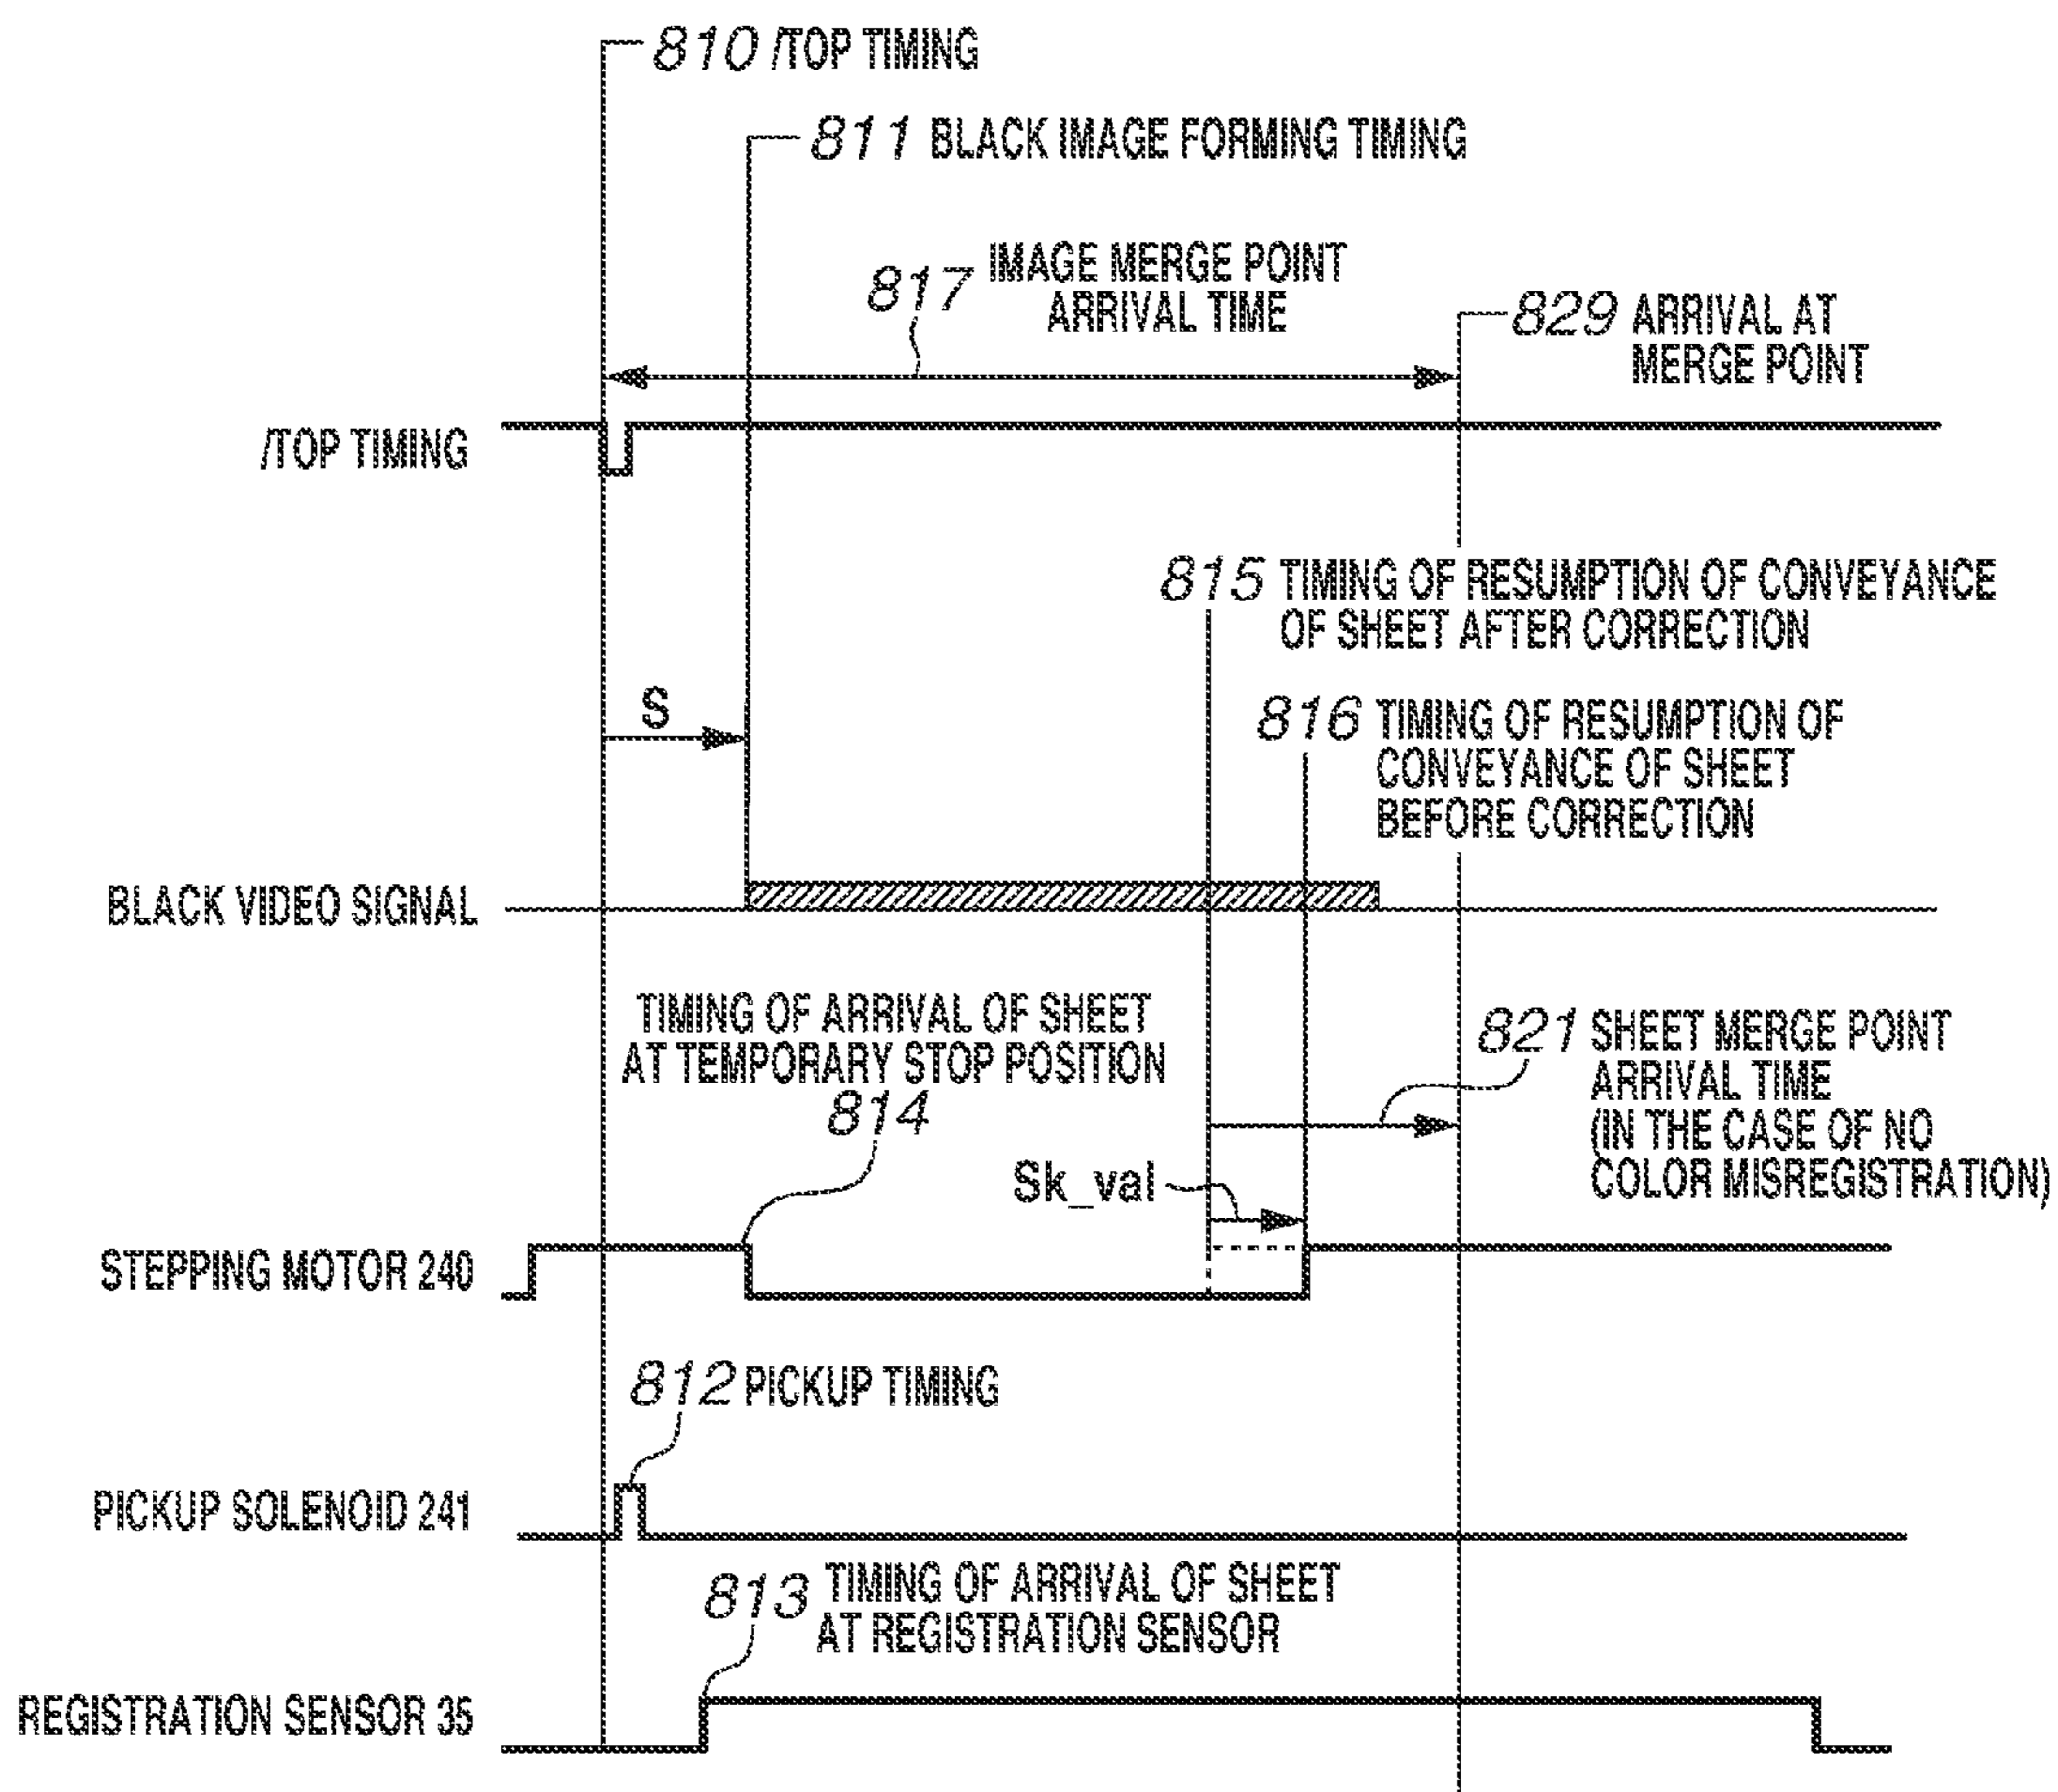 810 /TOP TIMING
811 BLACK IMAGE FORMING TIMING
817 IMAGE MERGE POINT
ARRIVAL TIME
829 ARRIVAL AT
MERGE POINT
/TOP TIMING
815 TIMING OF RESUMPTION OF CONVEYANCE
OF SHEET AFTER CORRECTION
S
816 TIMING OF RESUMPTION OF
CONVEYANCE OF SHEET
BEFORE CORRECTION
BLACK VIDEO SIGNAL
TIMING OF ARRIVAL OF SHEET
AT TEMPORARY STOP POSITION
814
821 SHEET MERGE POINT
ARRIVAL TIME
(IN THE CASE OF NO
COLOR MISREGISTRATION)
Sk_val
STEPPING MOTOR 240
812 PICKUP TIMING
PICKUP SOLENOID 241
813 TIMING OF ARRIVAL OF SHEET
AT REGISTRATION SENSOR
REGISTRATION SENSOR 35